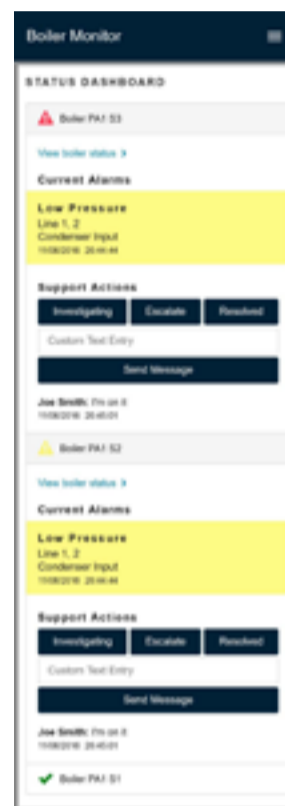 Boiler Monitor
STATUS DASHBOARD
Boiler PA1 S3
View boiler status >
Current Alarms
Low Pressure
Line 1, 2
Condenser Input
Support Actions
Investigating Escalate Resolved
Custom Text Entry
Send Message
Joe Smith: I'm on it
Boiler PA1 S2
View boiler status >
Current Alarms
Low Pressure
Line 1, 2
Condenser Input
Support Actions
Investigating Escalate Resolved
Custom Text Entry
Send Message
Joe Smith: I'm on it
Boiler PA1 S1